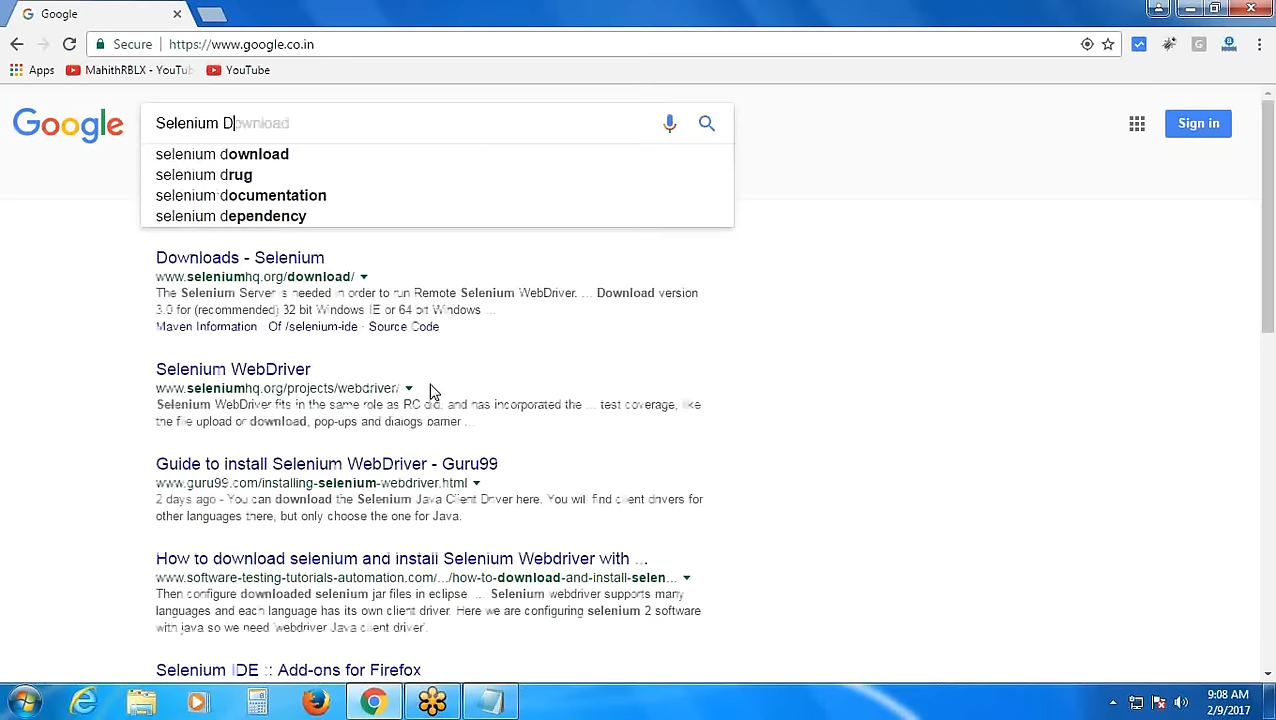 Google
Secure
https://www.google.co.in
G
Apps
MahithRBLX - YouTu
YouTube
Google
Selenium Download
Sign in
selenium download
selenium drug
selenium documentation
selenium dependency
Downloads - Selenium
www.seleniumhq.org/download/
The Selenium Server is needed in order to run Remote Selenium WebDriver. ... Download version
3.0 for (recommended) 32 bit Windows IE or 64 bit Windows ...
Maven Information · Of /selenium-ide · Source Code
Selenium WebDriver
www.seleniumhq.org/projects/webdriver/
Selenium WebDriver fits in the same role as RC did, and has incorporated the ... test coverage, like
the file upload or download, pop-ups and dialogs barrier ...
Guide to install Selenium WebDriver - Guru99
www.guru99.com/installing-selenium-webdriver.html
2 days ago - You can download the Selenium Java Client Driver here. You will find client drivers for
other languages there, but only choose the one for Java.
How to download selenium and install Selenium Webdriver with ...
www.software-testing-tutorials-automation.com/.../how-to-download-and-install-selen...
Then configure downloaded selenium jar files in eclipse. ... Selenium webdriver supports many
languages and each language has its own client driver. Here we are configuring selenium 2 software
with java so we need 'webdriver Java client driver'.
Selenium IDE :: Add-ons for Firefox
9:08 AM
2/9/2017